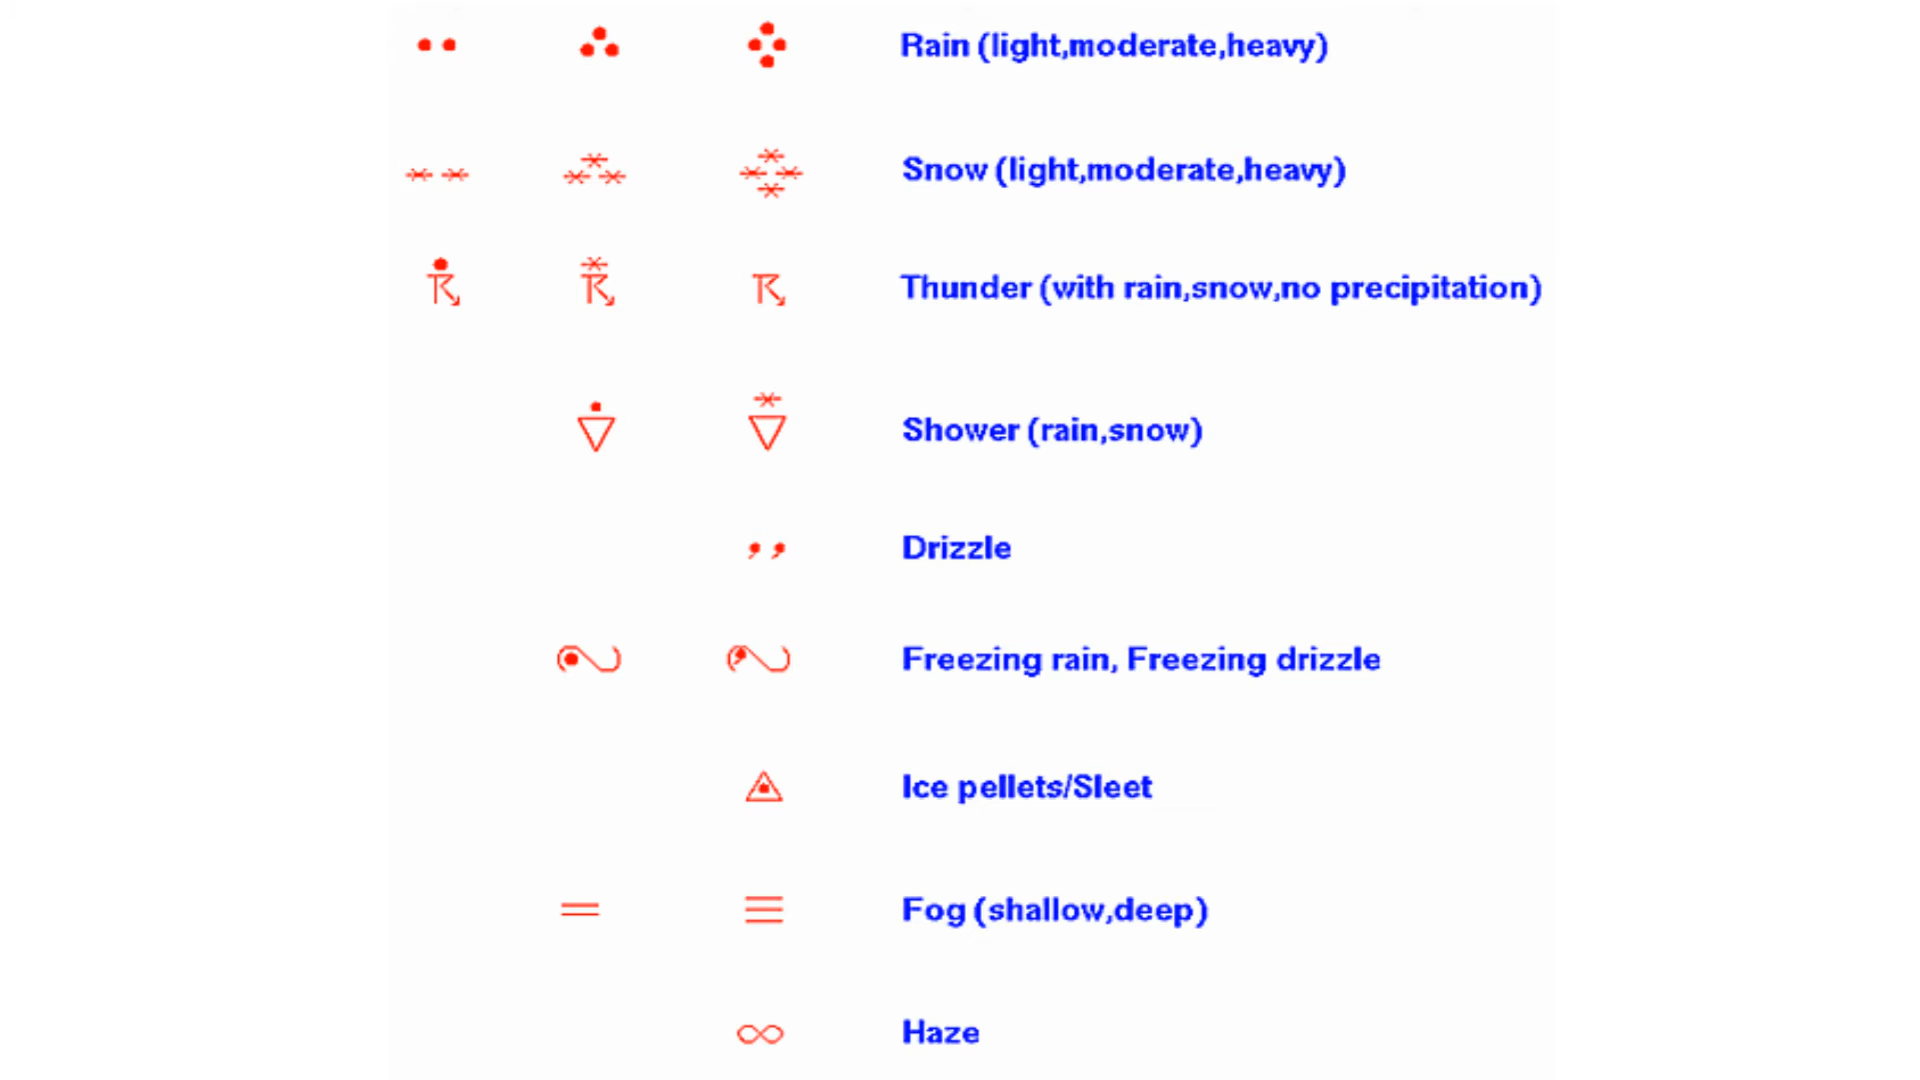 Rain (light,moderate,heavy)
Snow (light,moderate,heavy)
Thunder (with rain,snow,no precipitation)
Shower (rain,snow)
Drizzle
Freezing rain, Freezing drizzle
Ice pellets/Sleet
Fog (shallow,deep)
Haze